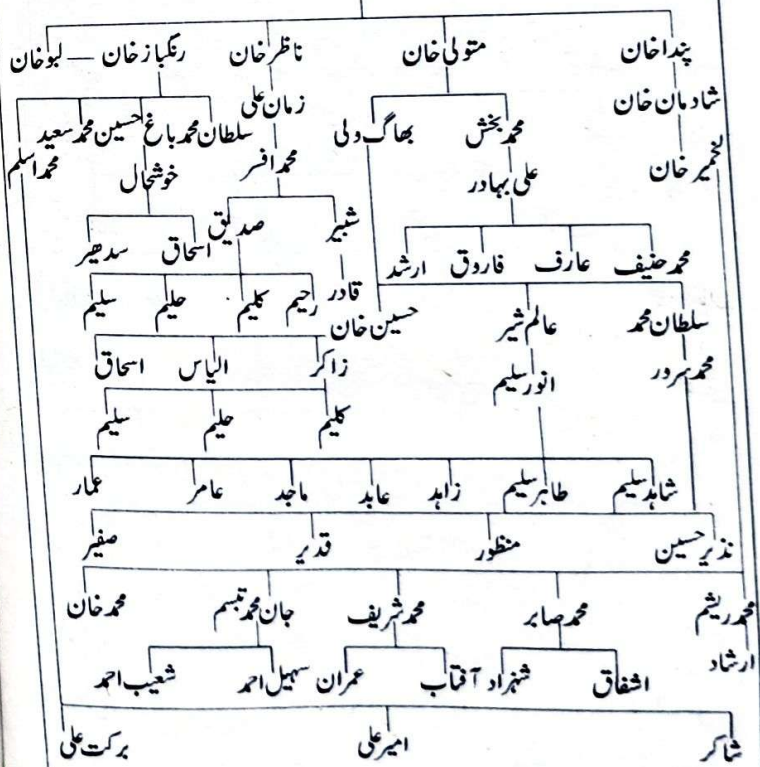 پنداخان متولی خان ناظر خان رنگباز خان — لبوخان
شادمان خان زمان علی
محمد بخش بھاگ ولی سلطان محمد باغ حسین محمد سعید
خمیر خان علی بہادر محمد افسر خوشحال محمد اسلم
شبیر صدیق اسحاق سدھیر
محمد حنیف عارف فاروق ارشد
قادر رحیم کلیم حلیم سلیم
سلطان محمد عالم شیر حسین خان
محمد سرور انور سلیم زاکر الیاس اسحاق
کلیم حلیم سلیم
شاہد سلیم طاہر سلیم زاہد عابد ماجد عامر عمار
نذیر حسین منظور قدیر صفیر
محمد ریشم محمد صابر محمد شریف جان محمد تبسم محمد خان
ارشاد اشفاق شہزاد آفتاب عمران سہیل احمد شعیب احمد
شاکر امیر علی برکت علی